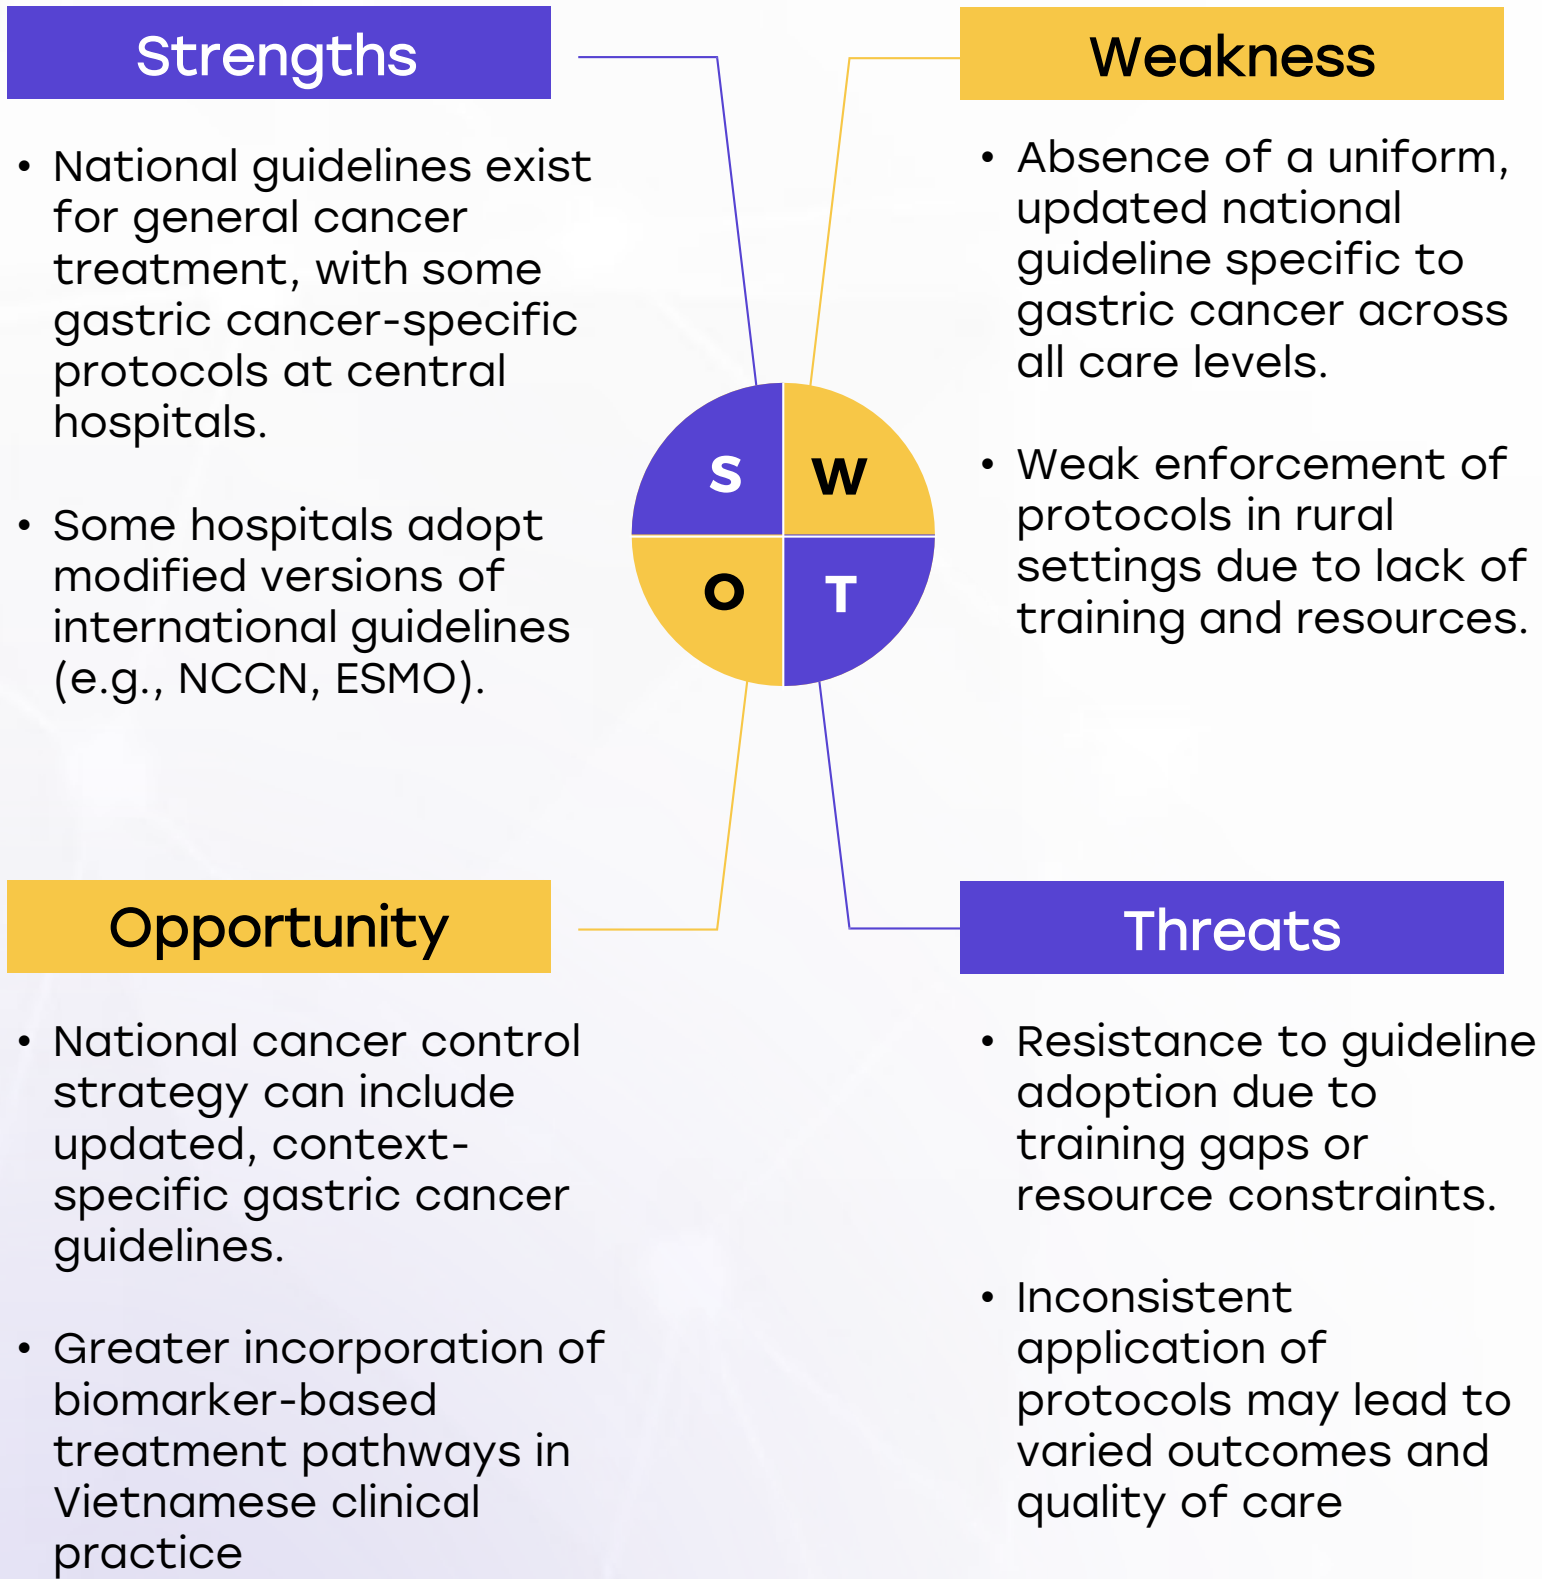 Strengths
• National guidelines exist
for general cancer
treatment, with some
gastric cancer-specific
protocols at central
hospitals.
• Some hospitals adopt
modified versions of
international guidelines
(e.g., NCCN, ESMO).
Weakness
• Absence of a uniform,
updated national
guideline specific to
gastric cancer across
all care levels.
• Weak enforcement of
protocols in rural
settings due to lack of
training and resources.
S
W
O
T
Opportunity
• National cancer control
strategy can include
updated, context-
specific gastric cancer
guidelines.
• Greater incorporation of
biomarker-based
treatment pathways in
Vietnamese clinical
practice
Threats
• Resistance to guideline
adoption due to
training gaps or
resource constraints.
• Inconsistent
application of
protocols may lead to
varied outcomes and
quality of care